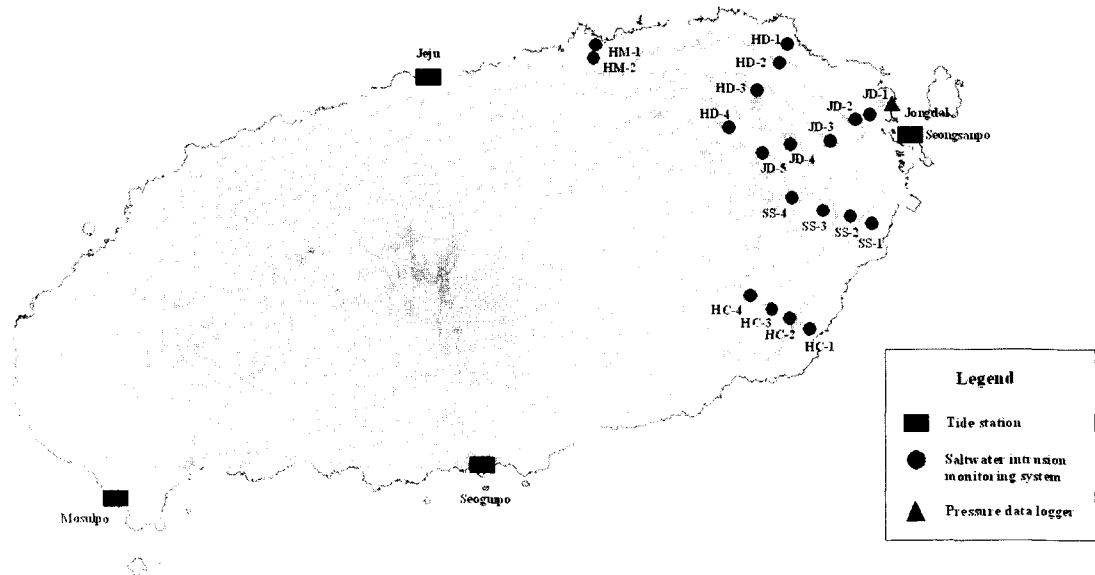 Jeju
HM-1
HM-2
HD-1
HD-2
HD-3
HD-4
JD-1
JD-2
JD-3
JD-4
JD-5
Jongdal
Seongsanpo
SS-4
SS-3
SS-2
SS-1
HC-4
HC-3
HC-2
HC-1
Seoguipo
Mosulpo
Legend
Tide station
Saltwater intrusion
monitoring system
Pressure data logger